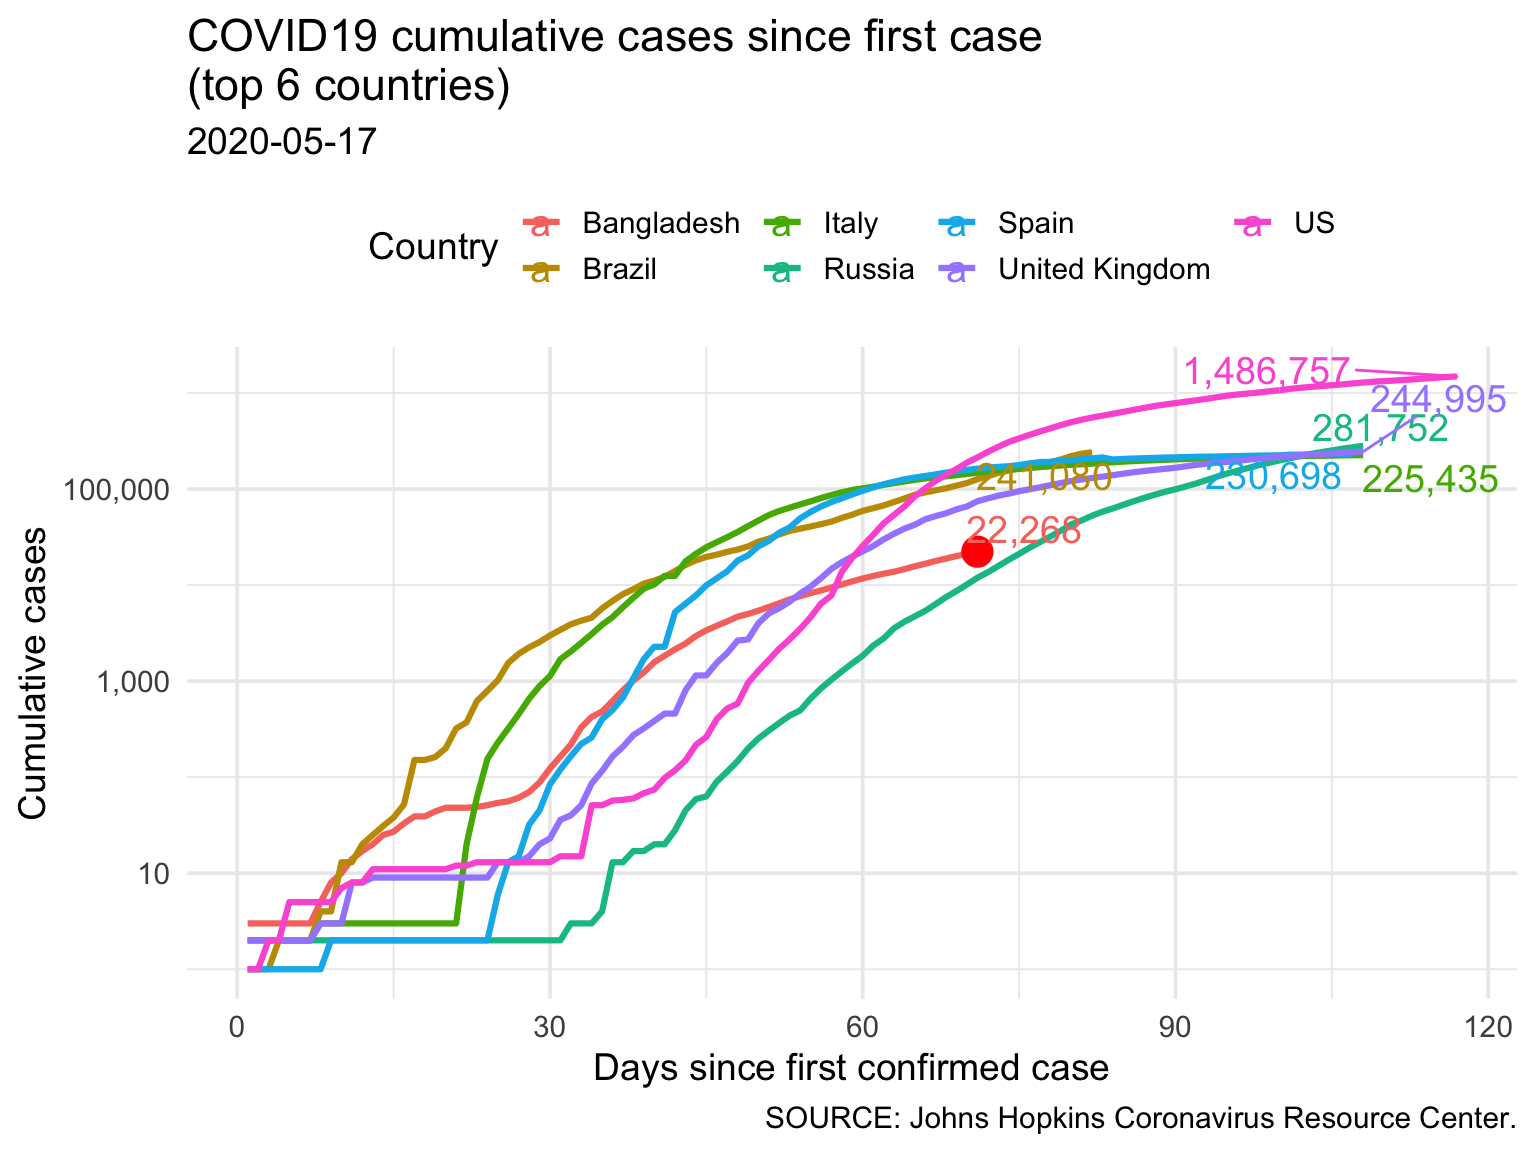 COVID19 cumulative cases since first case
(top 6 countries)
2020-05-17
Country
a Bangladesh a Italy a Spain a US
a Brazil a Russia a United Kingdom
1,486,757
244,995
281,752
241,080
230,698
225,435
22,268
100,000
1,000
10
Cumulative cases
0 30 60 90 120
Days since first confirmed case
SOURCE: Johns Hopkins Coronavirus Resource Center.